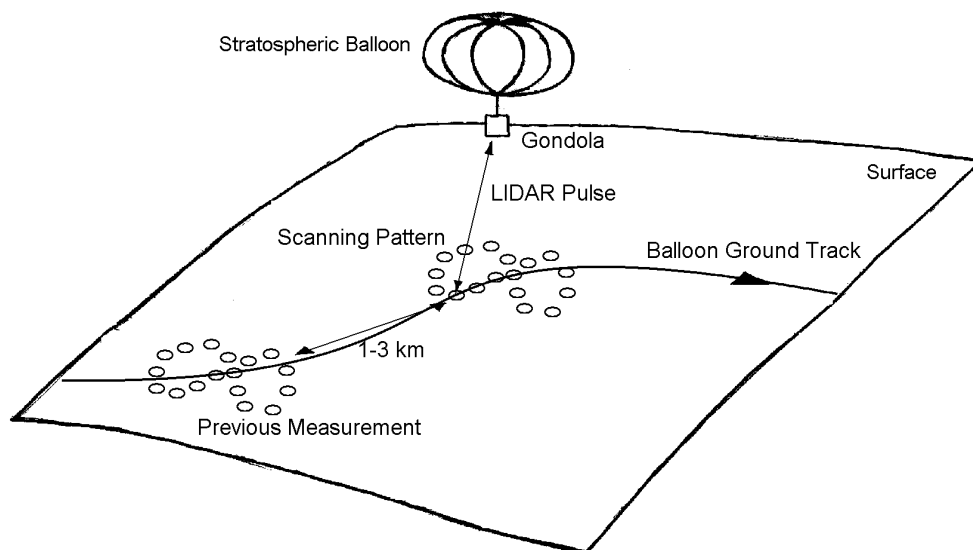 Stratospheric Balloon
Gondola
Surface
LIDAR Pulse
Scanning Pattern
Balloon Ground Track
1-3 km
Previous Measurement